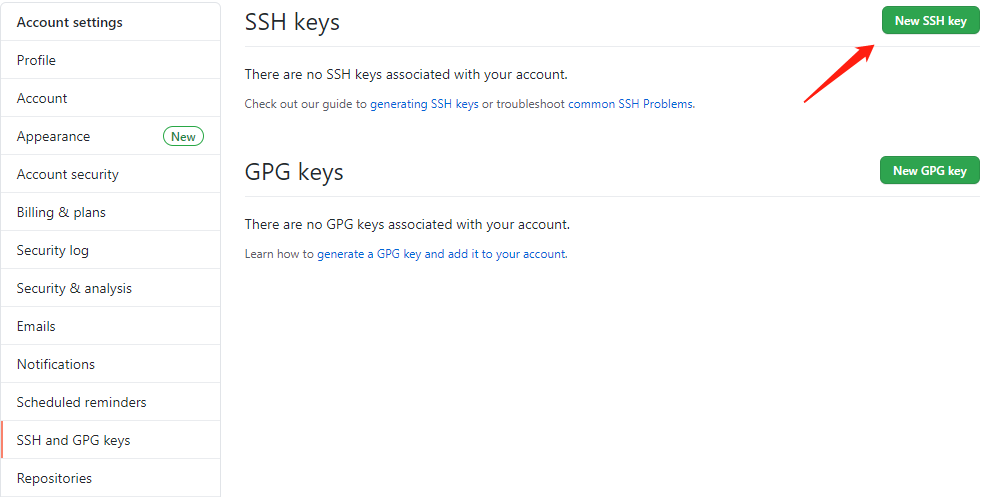 Account settings
Profile
Account
Appearance New
Account security
Billing & plans
Security log
Security & analysis
Emails
Notifications
Scheduled reminders
SSH and GPG keys
Repositories
SSH keys New SSH key
There are no SSH keys associated with your account.
Check out our guide to generating SSH keys or troubleshoot common SSH Problems.
GPG keys New GPG key
There are no GPG keys associated with your account.
Learn how to generate a GPG key and add it to your account.